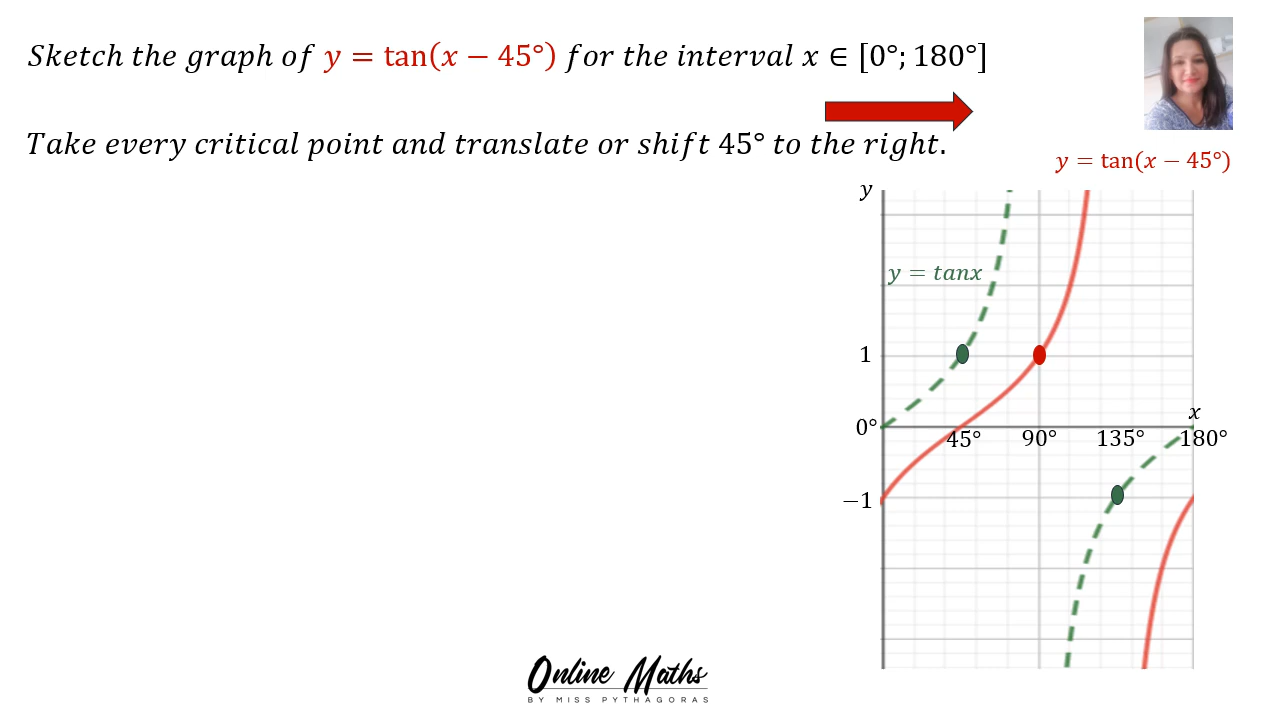 Sketch the graph of y = tan(x − 45°) for the interval x ∈ [0°; 180°]
Take every critical point and translate or shift 45° to the right.
y = tan(x − 45°)
y
y = tanx
1
x
0°
45° 90° 135° 180°
−1
Online Maths
BY MISS PYTHAGORAS